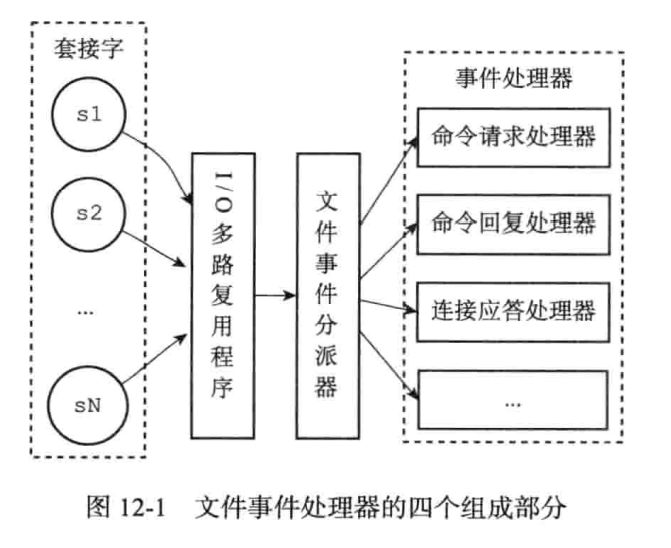 套接字
s1
s2
...
sN
I/O多路复用程序
文件事件分派器
事件处理器
命令请求处理器
命令回复处理器
连接应答处理器
...
图 12-1 文件事件处理器的四个组成部分